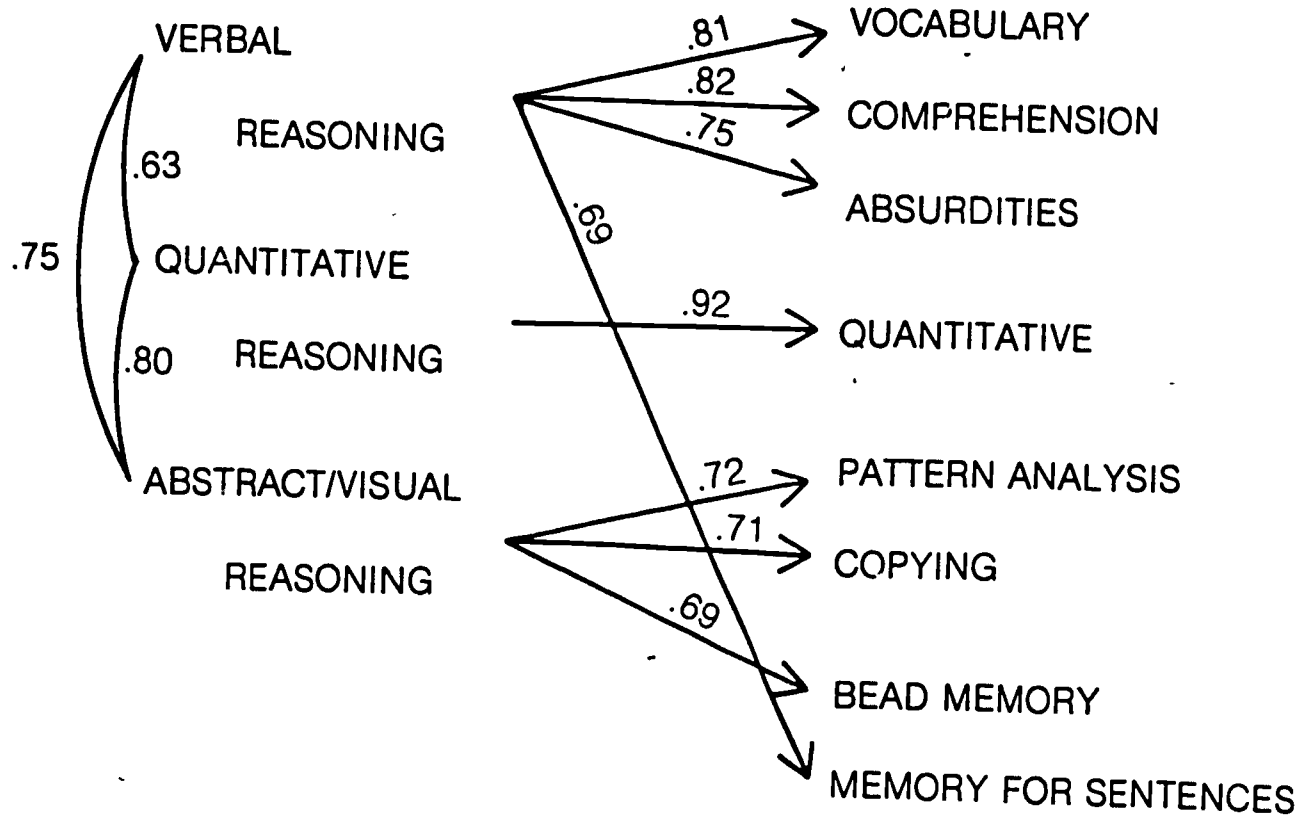 VERBAL
REASONING
.63
.75
QUANTITATIVE
REASONING
.80
ABSTRACT/VISUAL
REASONING
.81
.82
.75
.69
.92
.72
.71
.69
VOCABULARY
COMPREHENSION
ABSURDITIES
QUANTITATIVE
PATTERN ANALYSIS
COPYING
BEAD MEMORY
MEMORY FOR SENTENCES